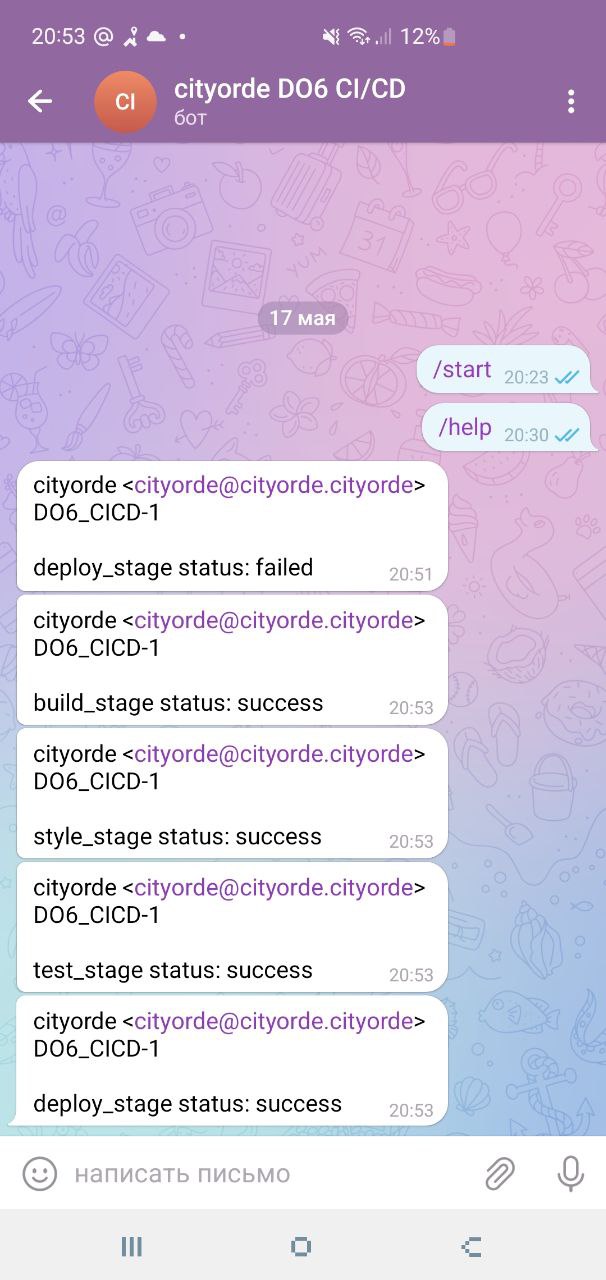 20:53 @ 12%
CI
cityorde DO6 CI/CD
бот
31
YUM
17 мая
/start 20:23
/help 20:30
cityorde <cityorde@cityorde.cityorde>
DO6_CICD-1
deploy_stage status: failed 20:51
cityorde <cityorde@cityorde.cityorde>
DO6_CICD-1
build_stage status: success 20:53
cityorde <cityorde@cityorde.cityorde>
DO6_CICD-1
style_stage status: success 20:53
cityorde <cityorde@cityorde.cityorde>
DO6_CICD-1
test_stage status: success 20:53
cityorde <cityorde@cityorde.cityorde>
DO6_CICD-1
deploy_stage status: success 20:53
написать письмо